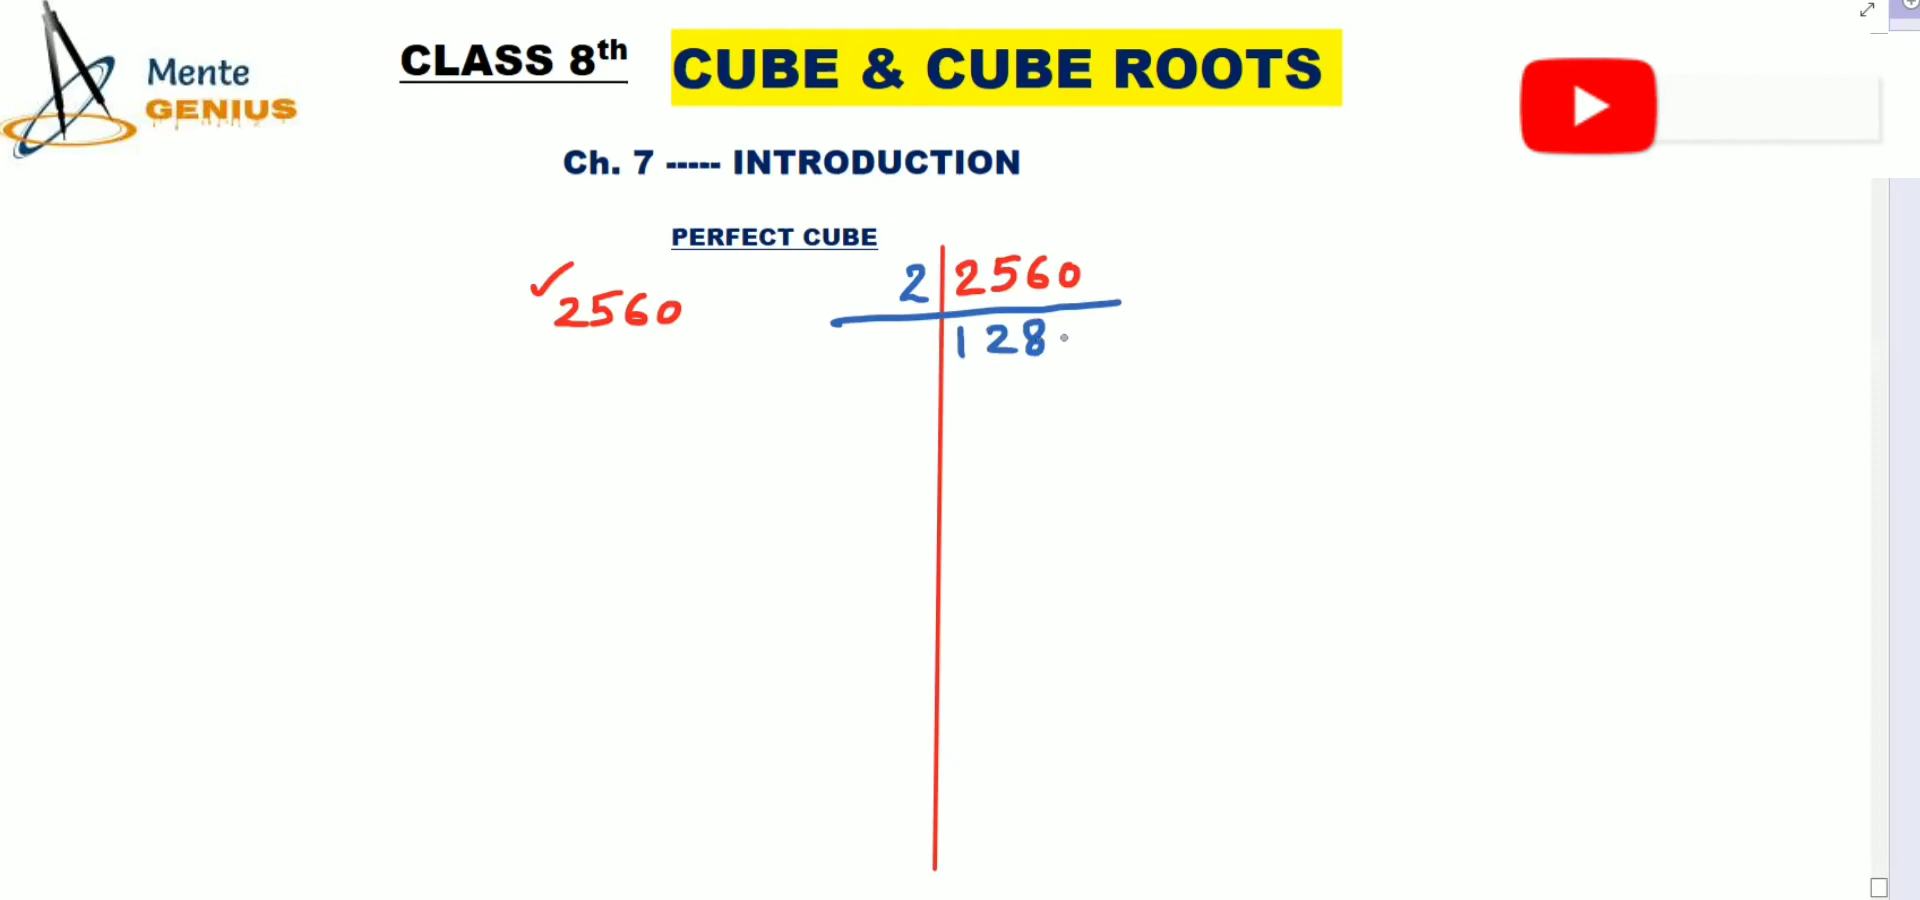 Mente
GENIUS
CLASS 8th
CUBE & CUBE ROOTS
Ch. 7 ----- INTRODUCTION
PERFECT CUBE
✓2560
2 2560
128